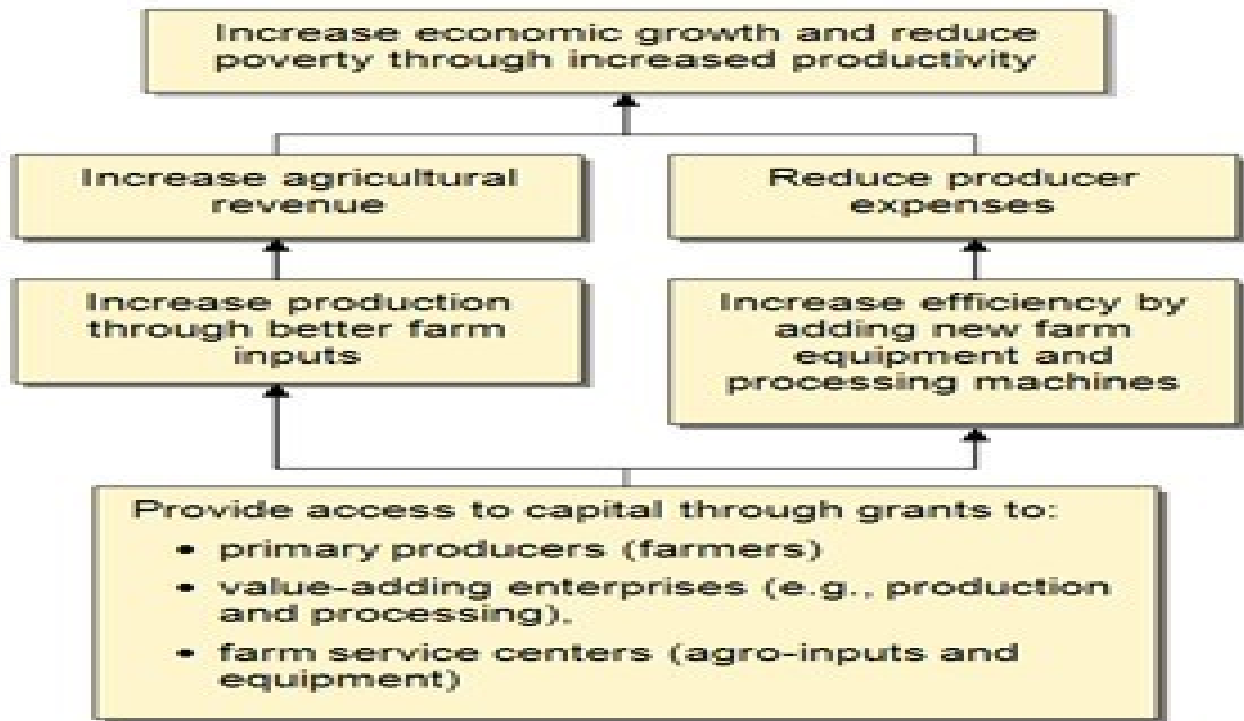 Increase economic growth and reduce
poverty through increased productivity
Increase agricultural
revenue
Reduce producer
expenses
Increase production
through better farm
inputs
Increase efficiency by
adding new farm
equipment and
processing machines
Provide access to capital through grants to:
• primary producers (farmers)
• value-adding enterprises (e.g., production
and processing),
• farm service centers (agro-inputs and
equipment)